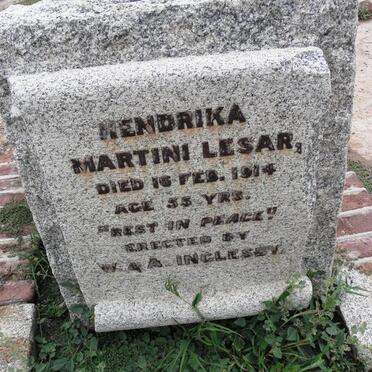 HENDRIKA
MARTINI LESAR,
DIED 16 FEB. 1914
AGE 55 YRS.
"REST IN PEACE"
ERECTED BY
W. & A. INGLESBY.